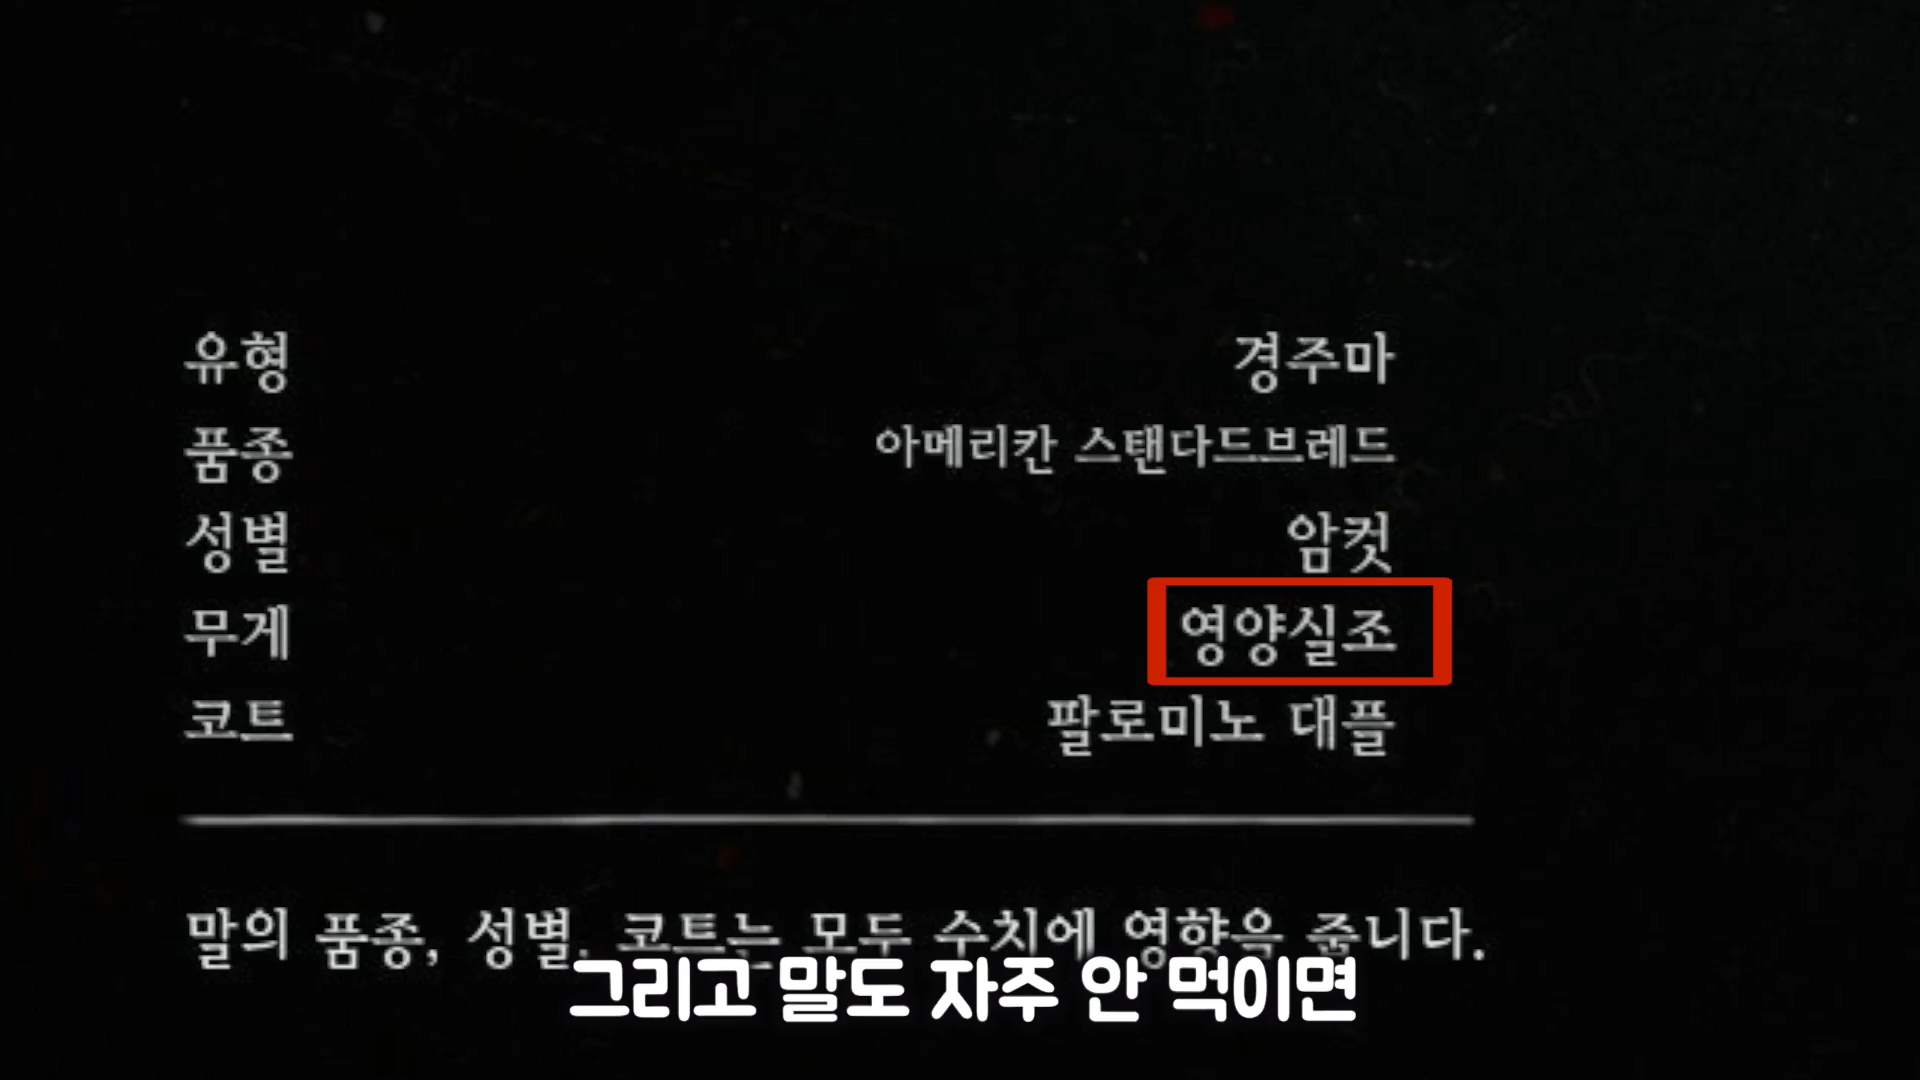 유형 경주마
품종 아메리칸 스탠다드브레드
성별 암컷
무게 영양실조
코트 팔로미노 대플
말의 품종, 성별, 코트는 모두 수치에 영향을 줍니다.
그리고 말도 자주 안 먹이면